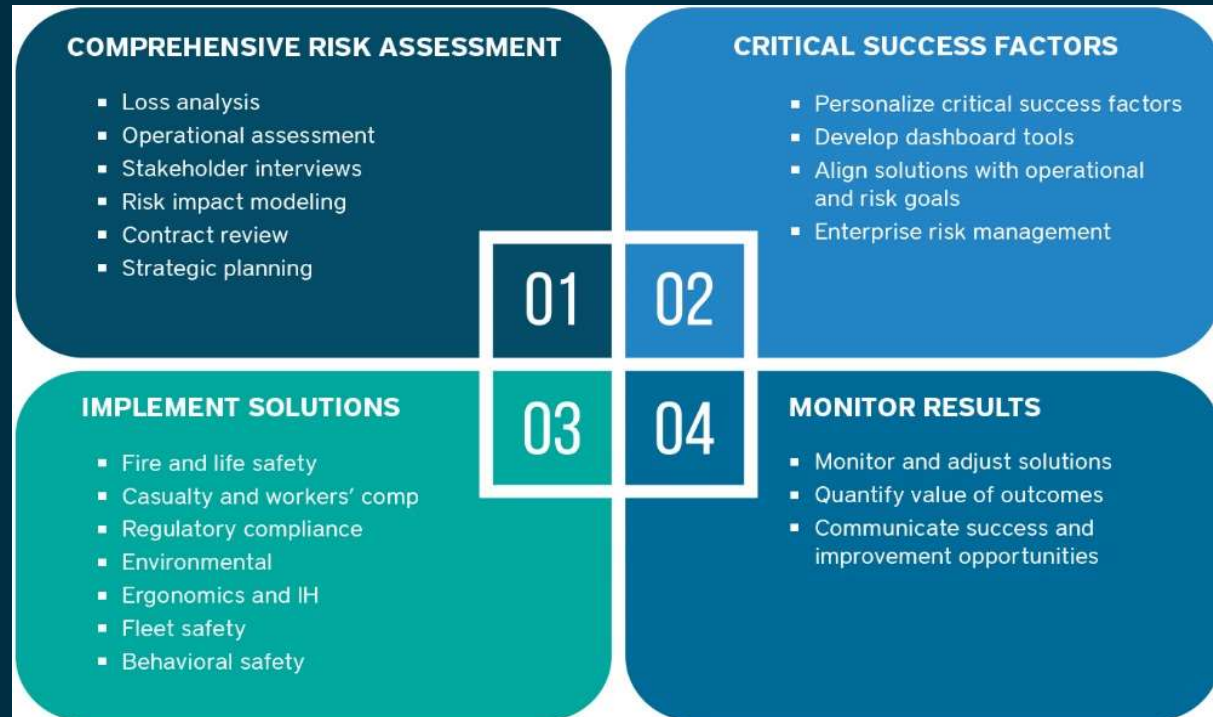 COMPREHENSIVE RISK ASSESSMENT
▪ Loss analysis
▪ Operational assessment
▪ Stakeholder interviews
▪ Risk impact modeling
▪ Contract review
▪ Strategic planning
01
CRITICAL SUCCESS FACTORS
▪ Personalize critical success factors
▪ Develop dashboard tools
▪ Align solutions with operational
and risk goals
▪ Enterprise risk management
02
IMPLEMENT SOLUTIONS
▪ Fire and life safety
▪ Casualty and workers’ comp
▪ Regulatory compliance
▪ Environmental
▪ Ergonomics and IH
▪ Fleet safety
▪ Behavioral safety
03
MONITOR RESULTS
▪ Monitor and adjust solutions
▪ Quantify value of outcomes
▪ Communicate success and
improvement opportunities
04